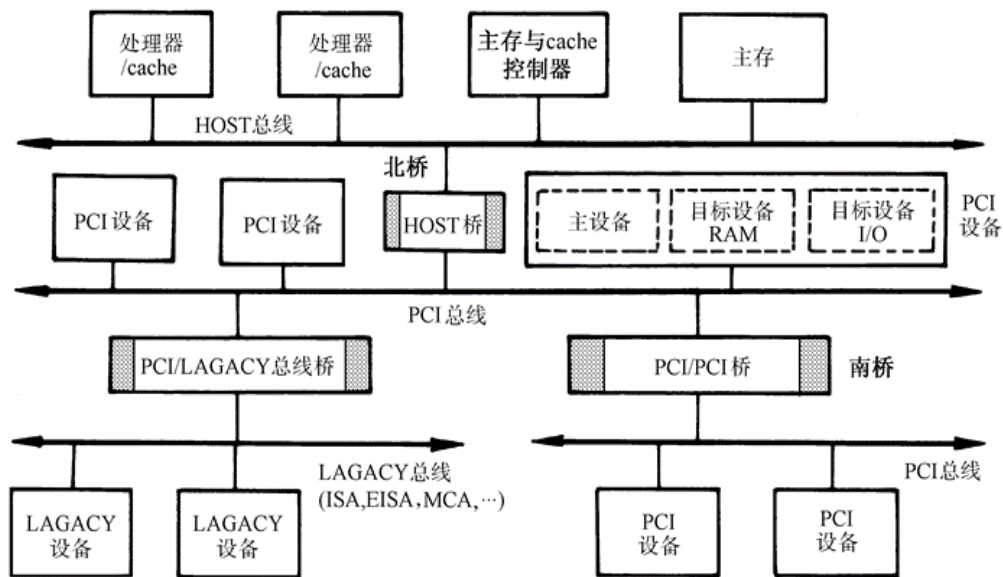 处理器
/cache
处理器
/cache
主存与cache
控制器
主存
HOST总线
北桥
PCI设备
PCI设备
HOST桥
主设备
目标设备
RAM
目标设备
I/O
PCI
设备
PCI总线
PCI/LAGACY总线桥
PCI/PCI桥
南桥
LAGACY总线
(ISA,EISA,MCA,…)
PCI总线
LAGACY
设备
LAGACY
设备
PCI
设备
PCI
设备